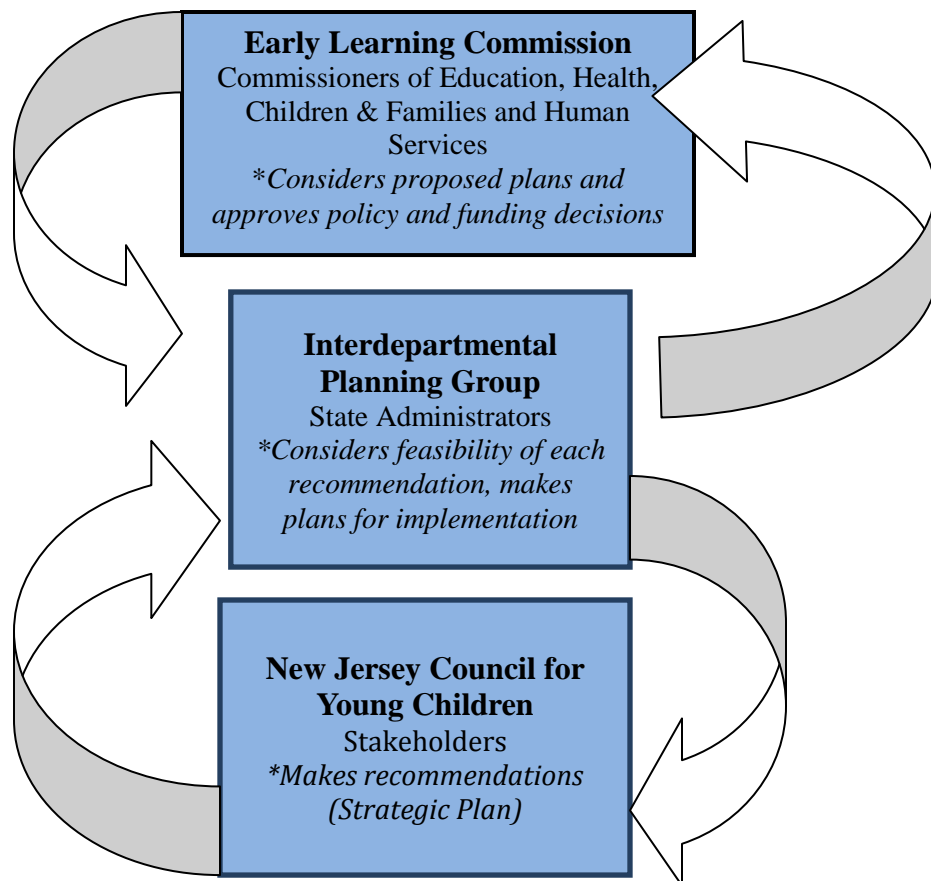 Early Learning Commission
Commissioners of Education, Health,
Children & Families and Human
Services
*Considers proposed plans and
approves policy and funding decisions
Interdepartmental
Planning Group
State Administrators
*Considers feasibility of each
recommendation, makes
plans for implementation
New Jersey Council for
Young Children
Stakeholders
*Makes recommendations
(Strategic Plan)